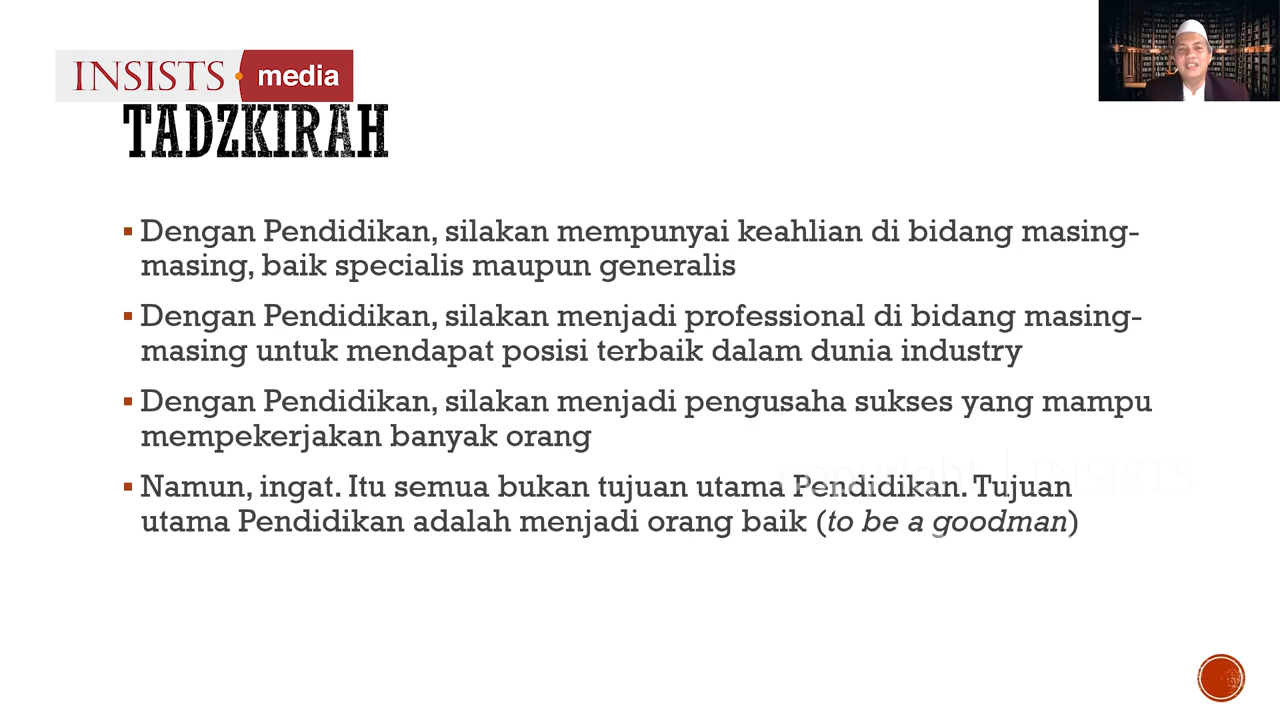 INSISTS media
TADZKIRAH
Dengan Pendidikan, silakan mempunyai keahlian di bidang masing-
masing, baik specialis maupun generalis
Dengan Pendidikan, silakan menjadi professional di bidang masing-
masing untuk mendapat posisi terbaik dalam dunia industry
Dengan Pendidikan, silakan menjadi pengusaha sukses yang mampu
mempekerjakan banyak orang
copyright | INSISTS
Namun, ingat. Itu semua bukan tujuan utama Pendidikan. Tujuan
utama Pendidikan adalah menjadi orang baik (to be a goodman)